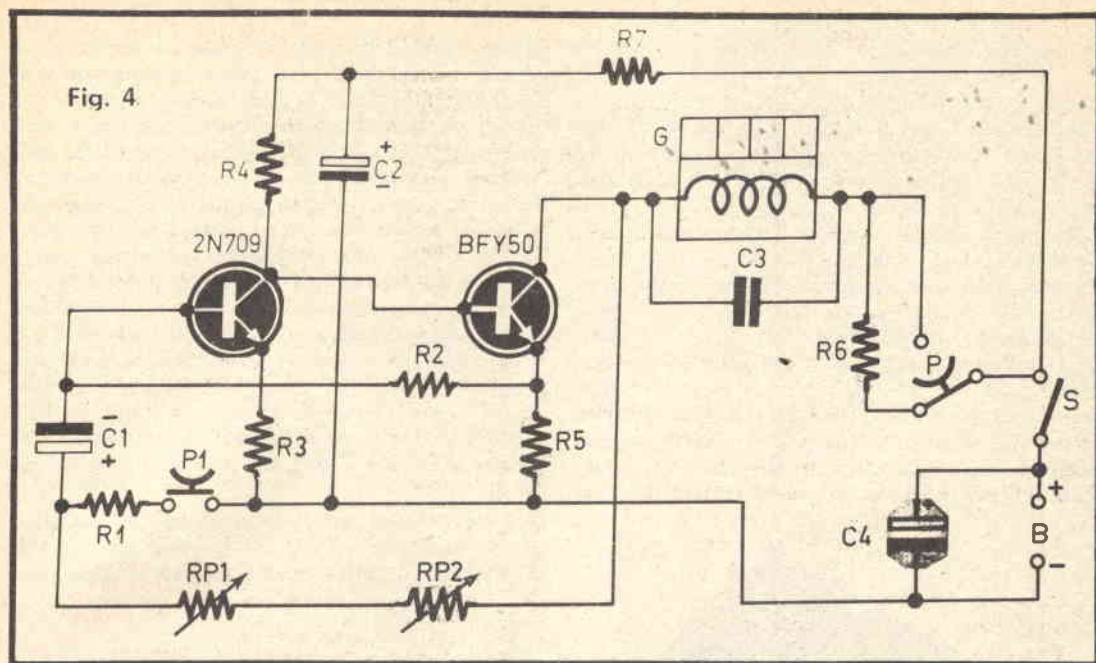 Fig. 4
R7
G
R4
+
C2
-
2N709
BFY50
C3
R2
R6
P
S
-
C1
+
R3
R5
P1
+
R1
C4
B
-
RP1
RP2